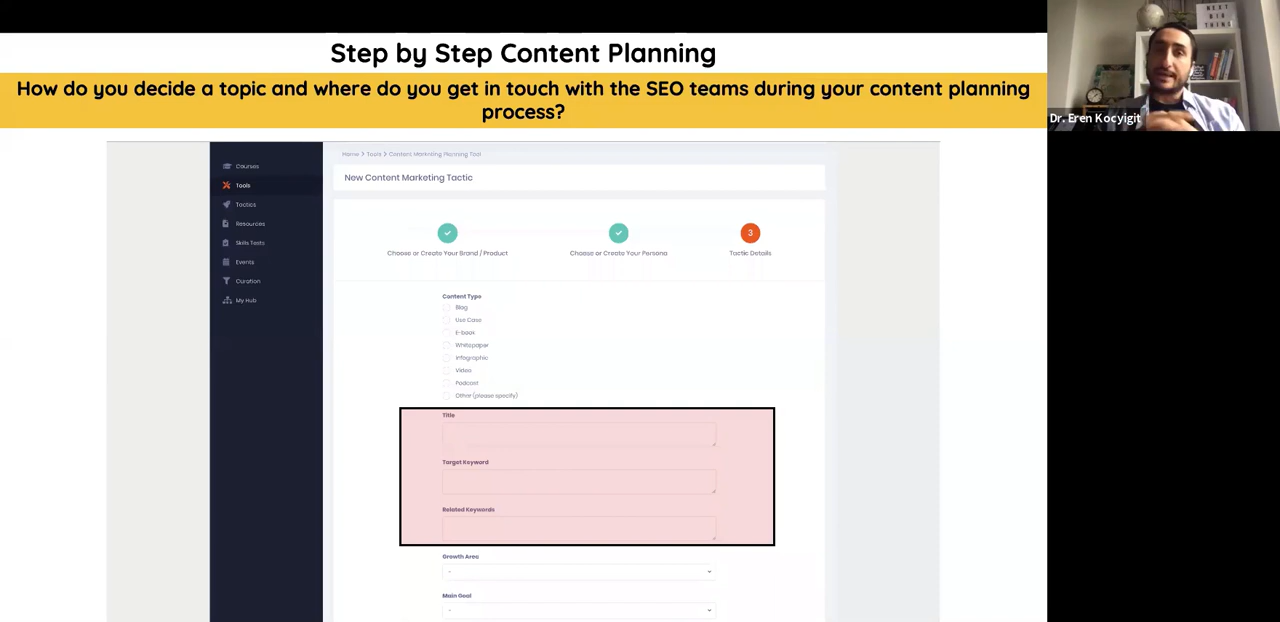 Step by Step Content Planning
How do you decide a topic and where do you get in touch with the SEO teams during your content planning
process?
NEXT
BIG
THING
Dr. Eren Kocyigit
Courses
Tools
Tactics
Resources
Skills Tests
Events
Curation
My Hub
Home > Tools > Content Marketing Planning Tool
New Content Marketing Tactic
3
Choose or Create Your Brand / Product
Choose or Create Your Persona
Tactic Details
Content Type
Blog
Use Case
E-book
Whitepaper
Infographic
Video
Podcast
Other (please specify)
Title
Target Keyword
Related Keywords
Growth Area
-
Main Goal
-